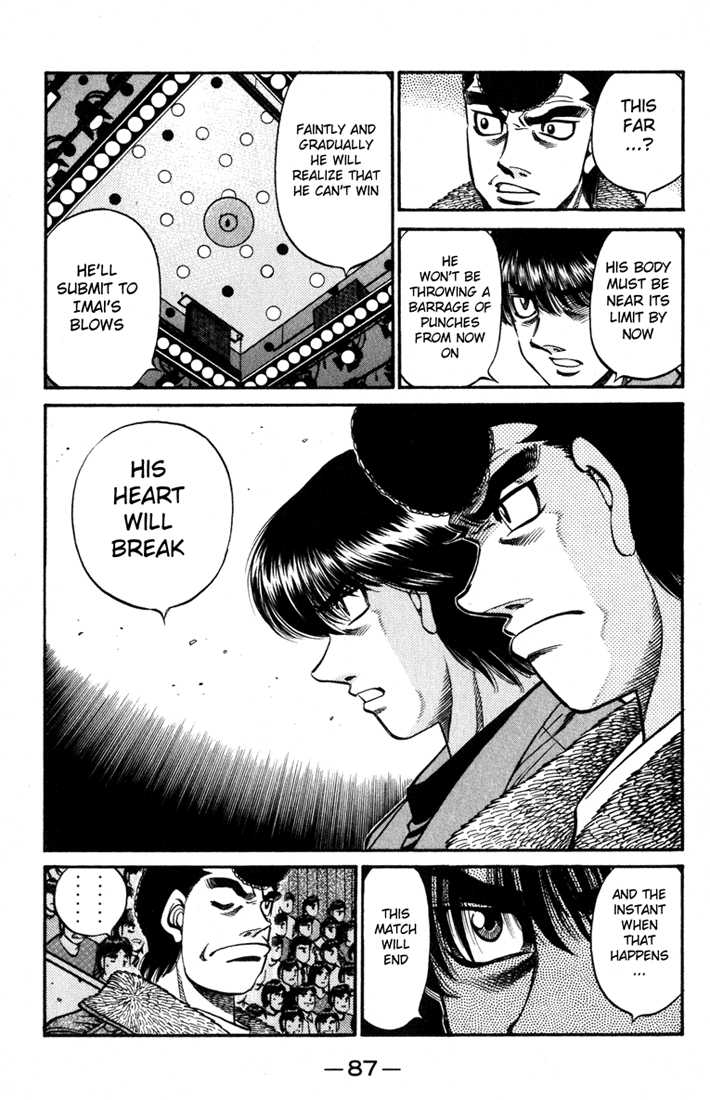 THIS
FAR
...?
FAINTLY AND
GRADUALLY
HE WILL
REALIZE THAT
HE CAN'T WIN
HE'LL
SUBMIT TO
IMAI'S
BLOWS
HIS BODY
MUST BE
NEAR ITS
LIMIT BY
NOW
HE
WON'T BE
THROWING A
BARRAGE OF
PUNCHES
FROM NOW
ON
HIS
HEART
WILL
BREAK
AND THE
INSTANT
WHEN
THAT
HAPPENS
...
THIS
MATCH
WILL
END
......
—87—